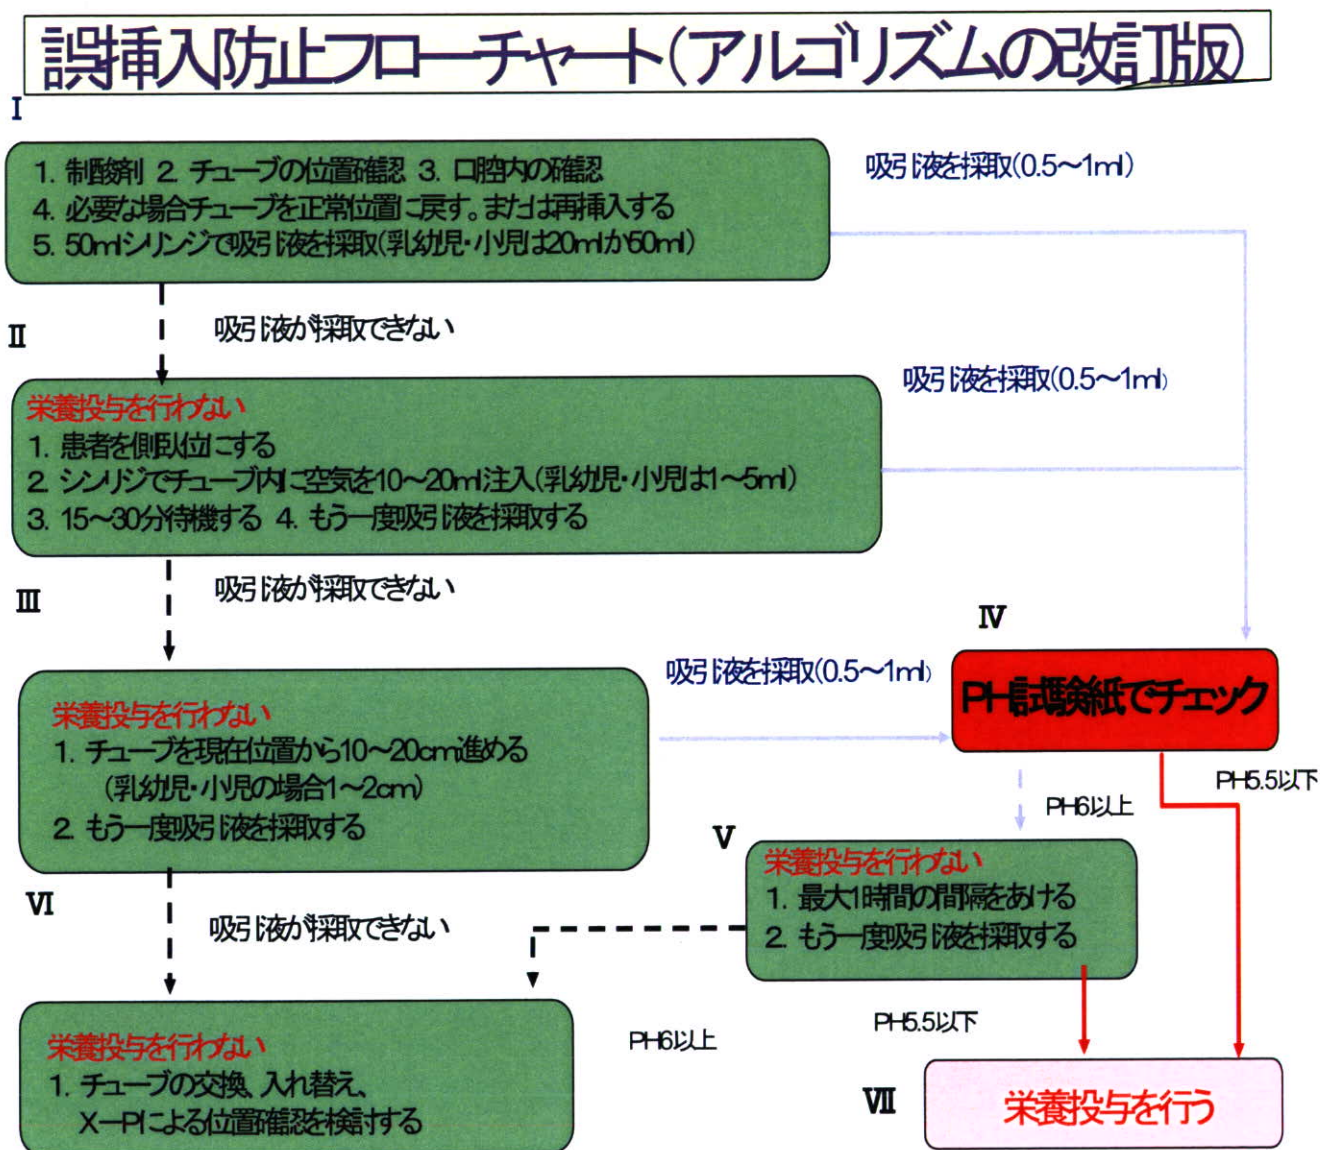 誤挿入防止フローチャート(アルゴリズムの改訂版)
Ⅰ
1. 制酸剤 2. チューブの位置確認 3. 口腔内の確認
4. 必要な場合チューブを正常位置に戻す。または再挿入する
5. 50mlシリンジで吸引液を採取(乳幼児・小児は20mlか50ml)
吸引液を採取(0.5〜1ml)
吸引液が採取できない
Ⅱ
栄養投与を行わない
1. 患者を側臥位にする
2. シンリジでチューブ内に空気を10〜20ml注入(乳幼児・小児は1〜5ml)
3. 15〜30分待機する 4. もう一度吸引液を採取する
吸引液を採取(0.5〜1ml)
吸引液が採取できない
Ⅲ
栄養投与を行わない
1. チューブを現在位置から10〜20cm進める
(乳幼児・小児の場合1〜2cm)
2. もう一度吸引液を採取する
吸引液を採取(0.5〜1ml)
Ⅳ
PH試験紙でチェック
PH6以上
PH5.5以下
Ⅴ
栄養投与を行わない
1. 最大1時間の間隔をあける
2. もう一度吸引液を採取する
Ⅵ
吸引液が採取できない
栄養投与を行わない
1. チューブの交換、入れ替え、
X−Pによる位置確認を検討する
PH6以上
PH5.5以下
Ⅶ
栄養投与を行う